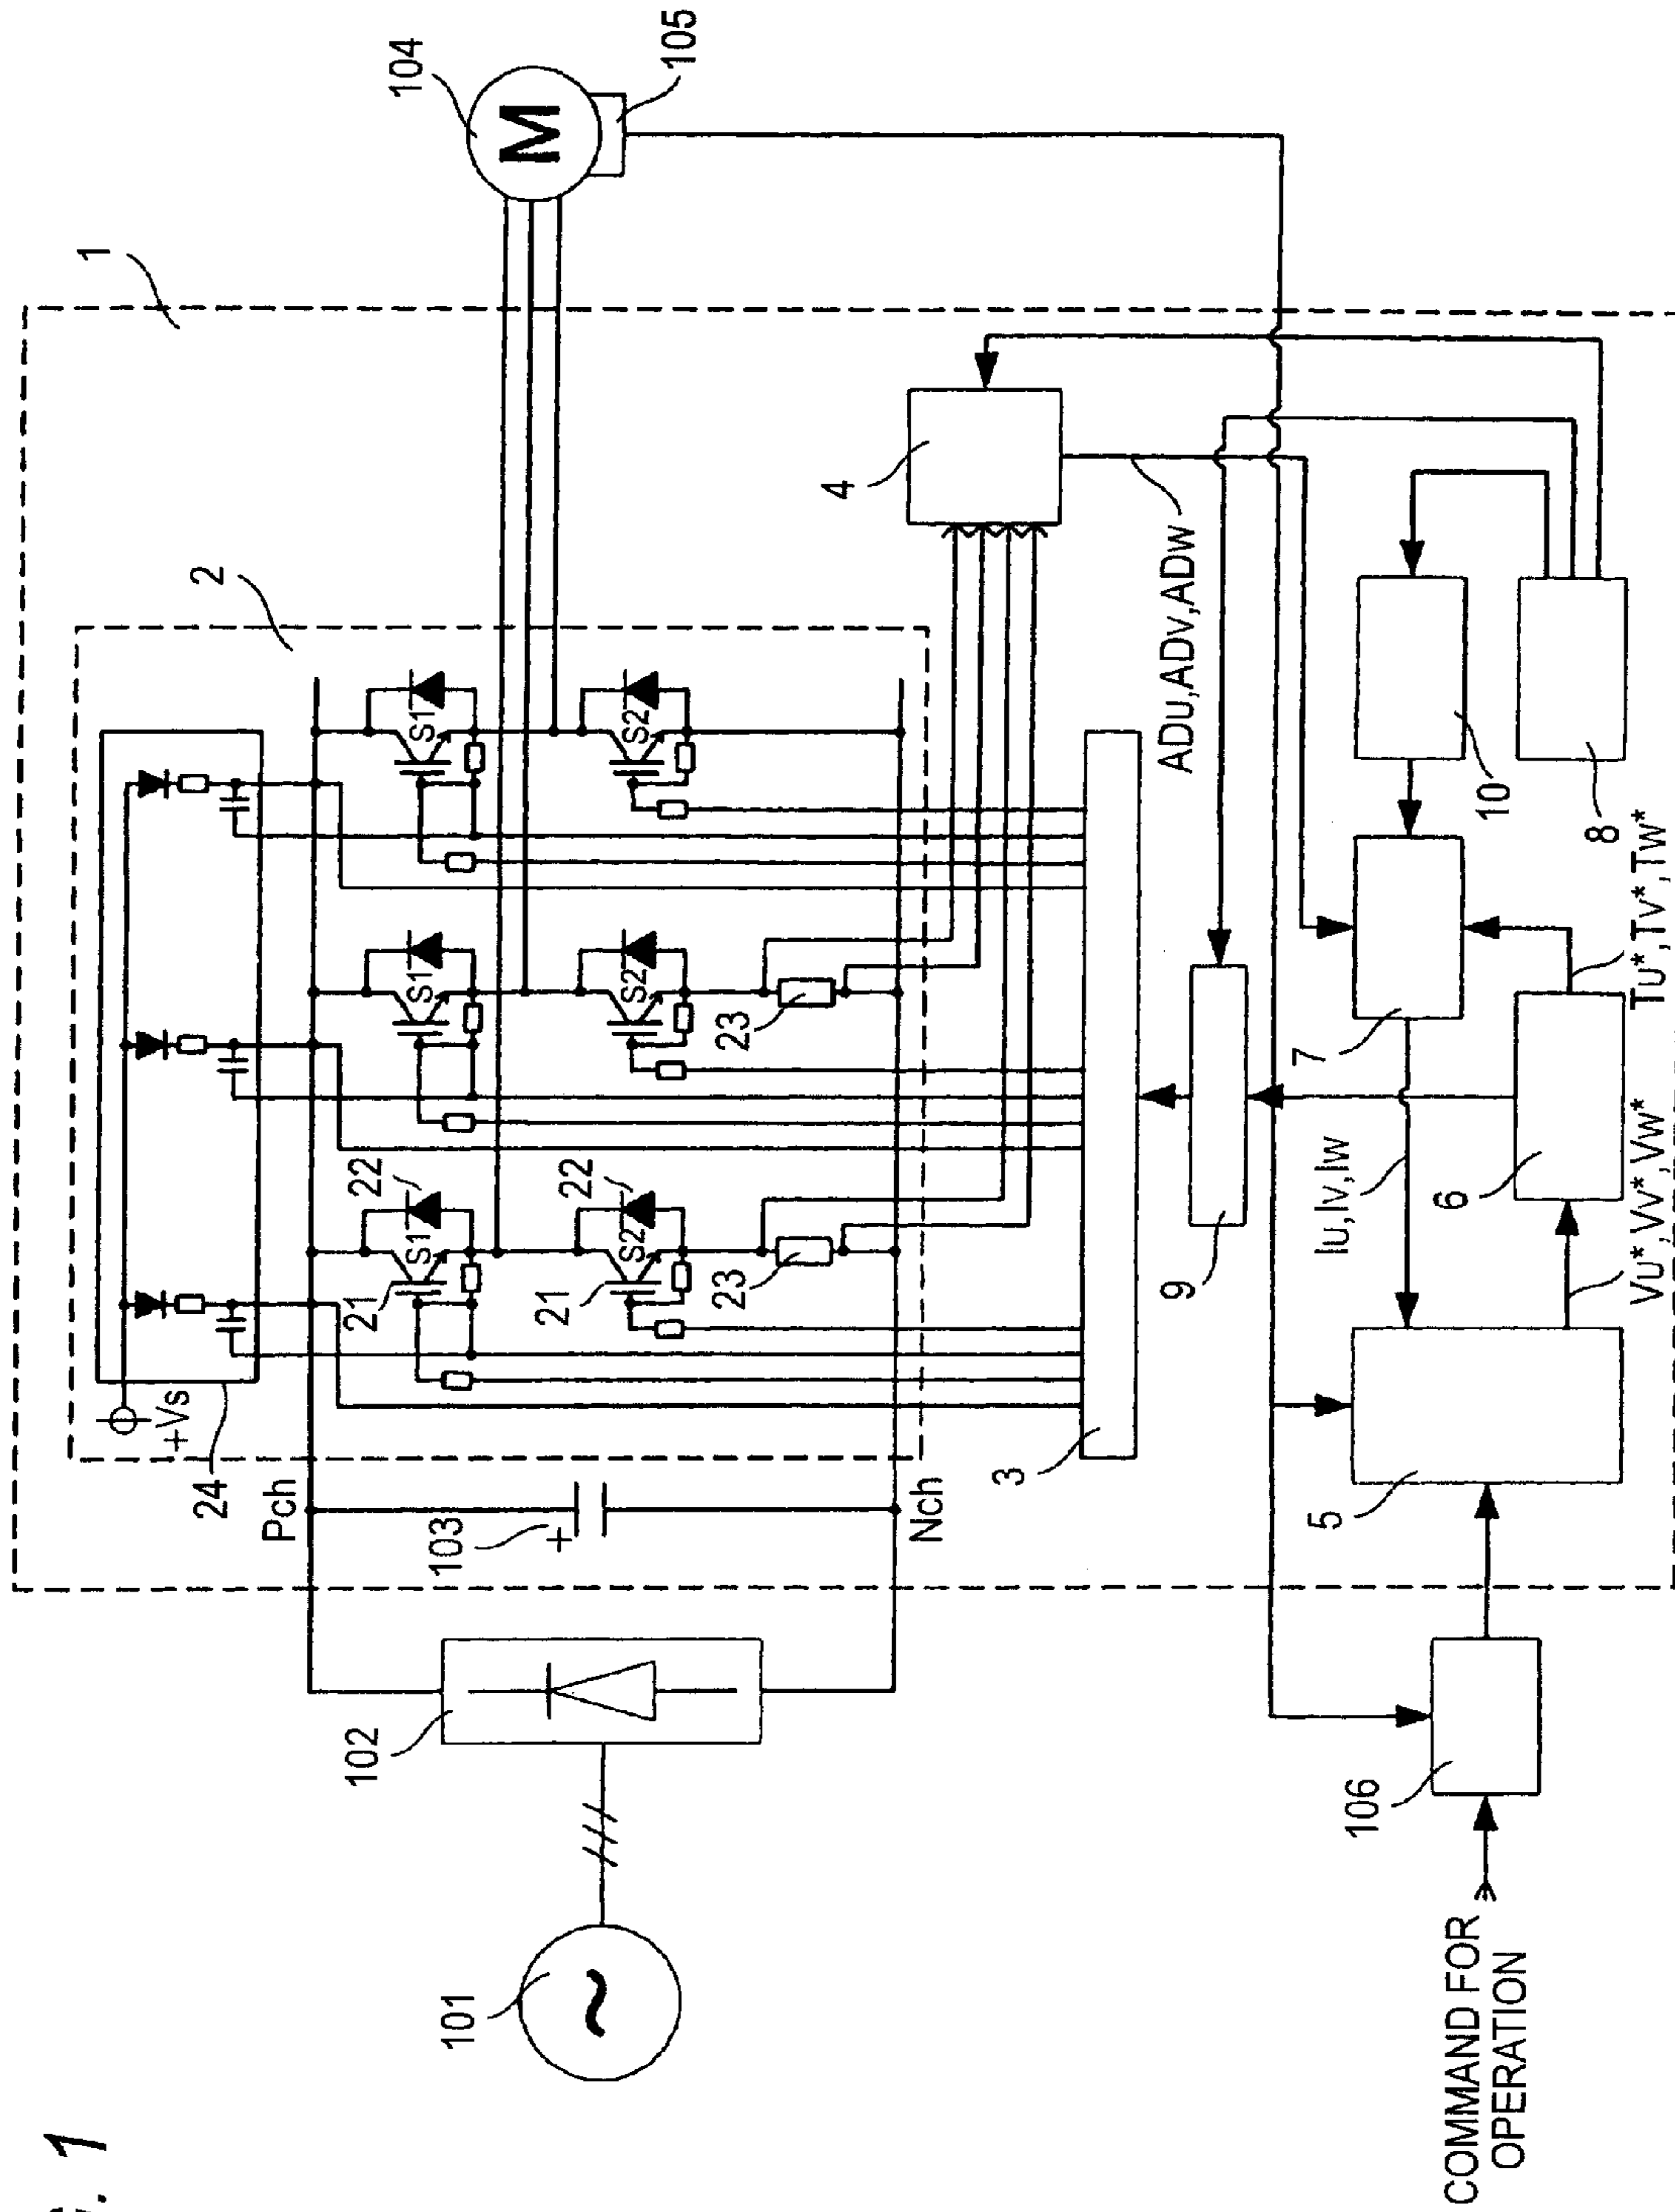 G. 1
1
2
24
+Vs
Pch
Nch
103
+
102
101
104
M
105
S1
S1
S1
S2
S2
S2
21
22
21
22
23
23
3
4
ADu,ADv,ADw
9
10
8
7
Iu,Iv,Iw
Tu*,Tv*,Tw*
6
Vu*,Vv*,Vw*
5
106
COMMAND FOR
OPERATION